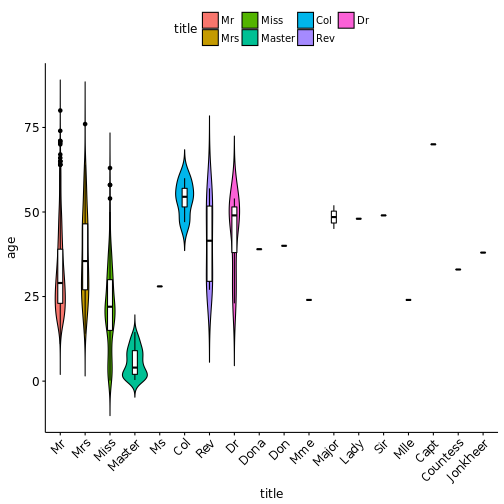 title
Mr Miss Col Dr
Mrs Master Rev
75
50
25
0
age
Mr Mrs Miss Master Ms Col Rev Dr Dona Don Mme Major Lady Sir Mlle Capt Countess Jonkheer
title